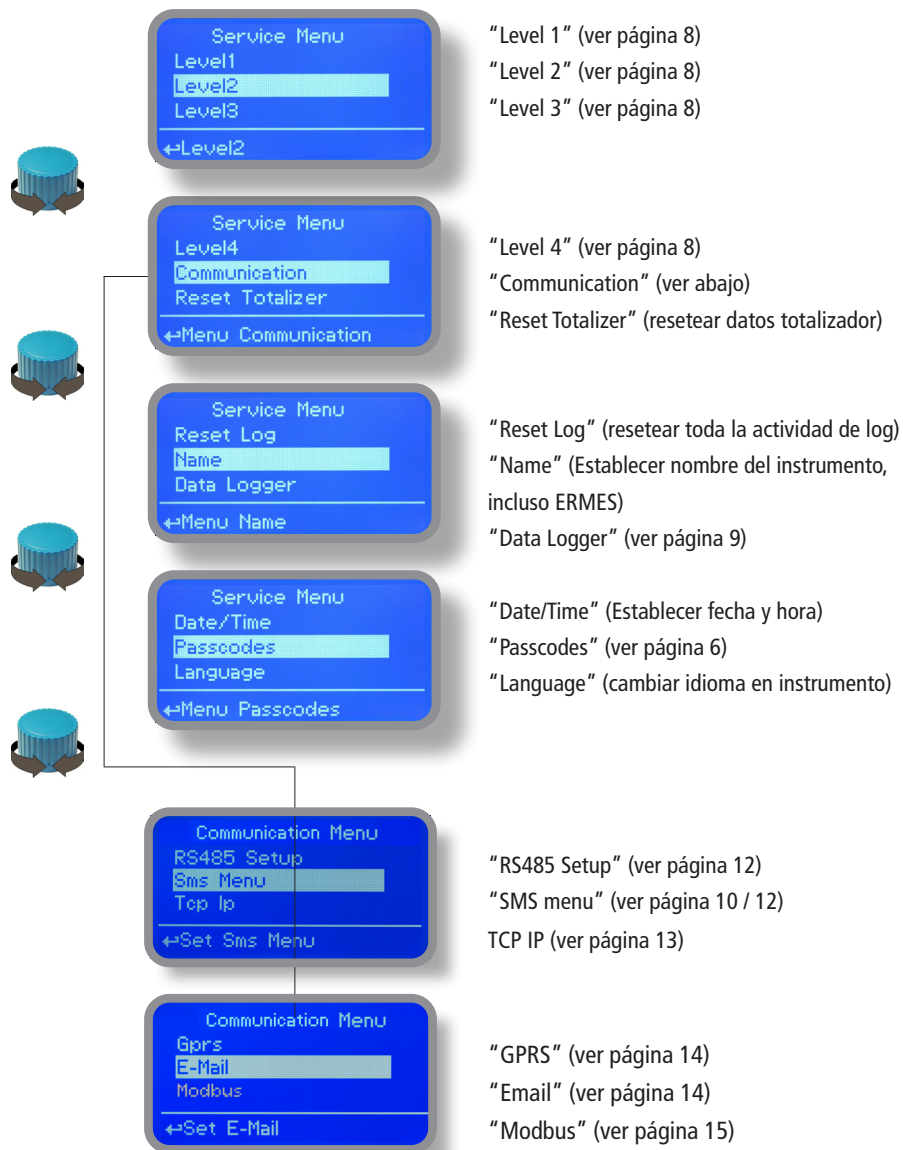 Service Menu
Level1
Level2
Level3
↵Level2
"Level 1" (ver página 8)
"Level 2" (ver página 8)
"Level 3" (ver página 8)
Service Menu
Level4
Communication
Reset Totalizer
↵Menu Communication
"Level 4" (ver página 8)
"Communication" (ver abajo)
"Reset Totalizer" (resetear datos totalizador)
Service Menu
Reset Log
Name
Data Logger
↵Menu Name
"Reset Log" (resetear toda la actividad de log)
"Name" (Establecer nombre del instrumento,
incluso ERMES)
"Data Logger" (ver página 9)
Service Menu
Date/Time
Passcodes
Language
↵Menu Passcodes
"Date/Time" (Establecer fecha y hora)
"Passcodes" (ver página 6)
"Language" (cambiar idioma en instrumento)
Communication Menu
RS485 Setup
Sms Menu
Tcp Ip
↵Set Sms Menu
"RS485 Setup" (ver página 12)
"SMS menu" (ver página 10 / 12)
TCP IP (ver página 13)
Communication Menu
Gprs
E-Mail
Modbus
↵Set E-Mail
"GPRS" (ver página 14)
"Email" (ver página 14)
"Modbus" (ver página 15)